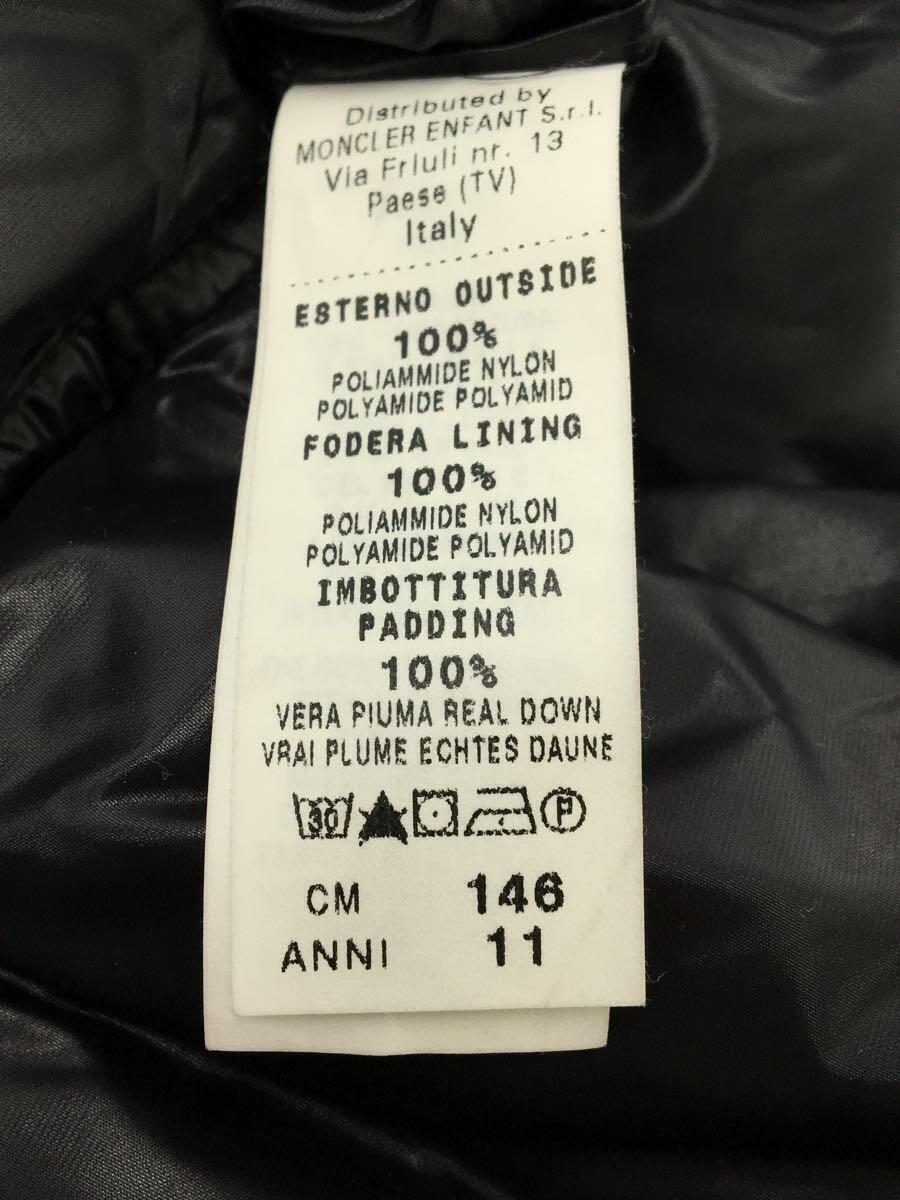 Distributed by
MONCLER ENFANT S.r.l.
Via Friuli nr. 13
Paese (TV)
Italy
ESTERNO OUTSIDE
100%
POLIAMMIDE NYLON
POLYAMIDE POLYAMID
FODERA LINING
100%
POLIAMMIDE NYLON
POLYAMIDE POLYAMID
IMBOTTITURA
PADDING
100%
VERA PIUMA REAL DOWN
VRAI PLUME ECHTES DAUNE
30 P
CM 146
ANNI 11